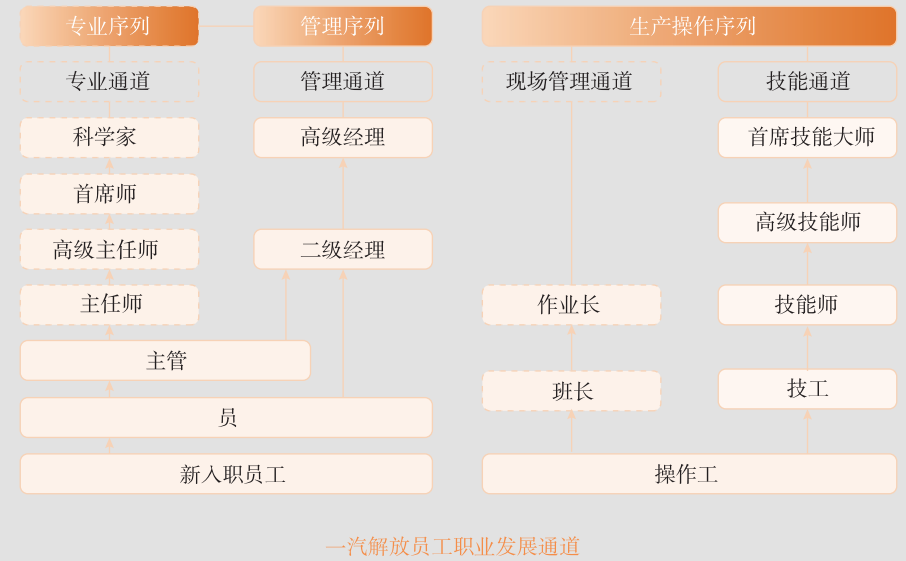 专业序列
管理序列
生产操作序列
专业通道
管理通道
现场管理通道
技能通道
科学家
高级经理
首席技能大师
首席师
高级技能师
高级主任师
二级经理
主任师
作业长
技能师
主管
班长
技工
员
新入职员工
操作工
一汽解放员工职业发展通道